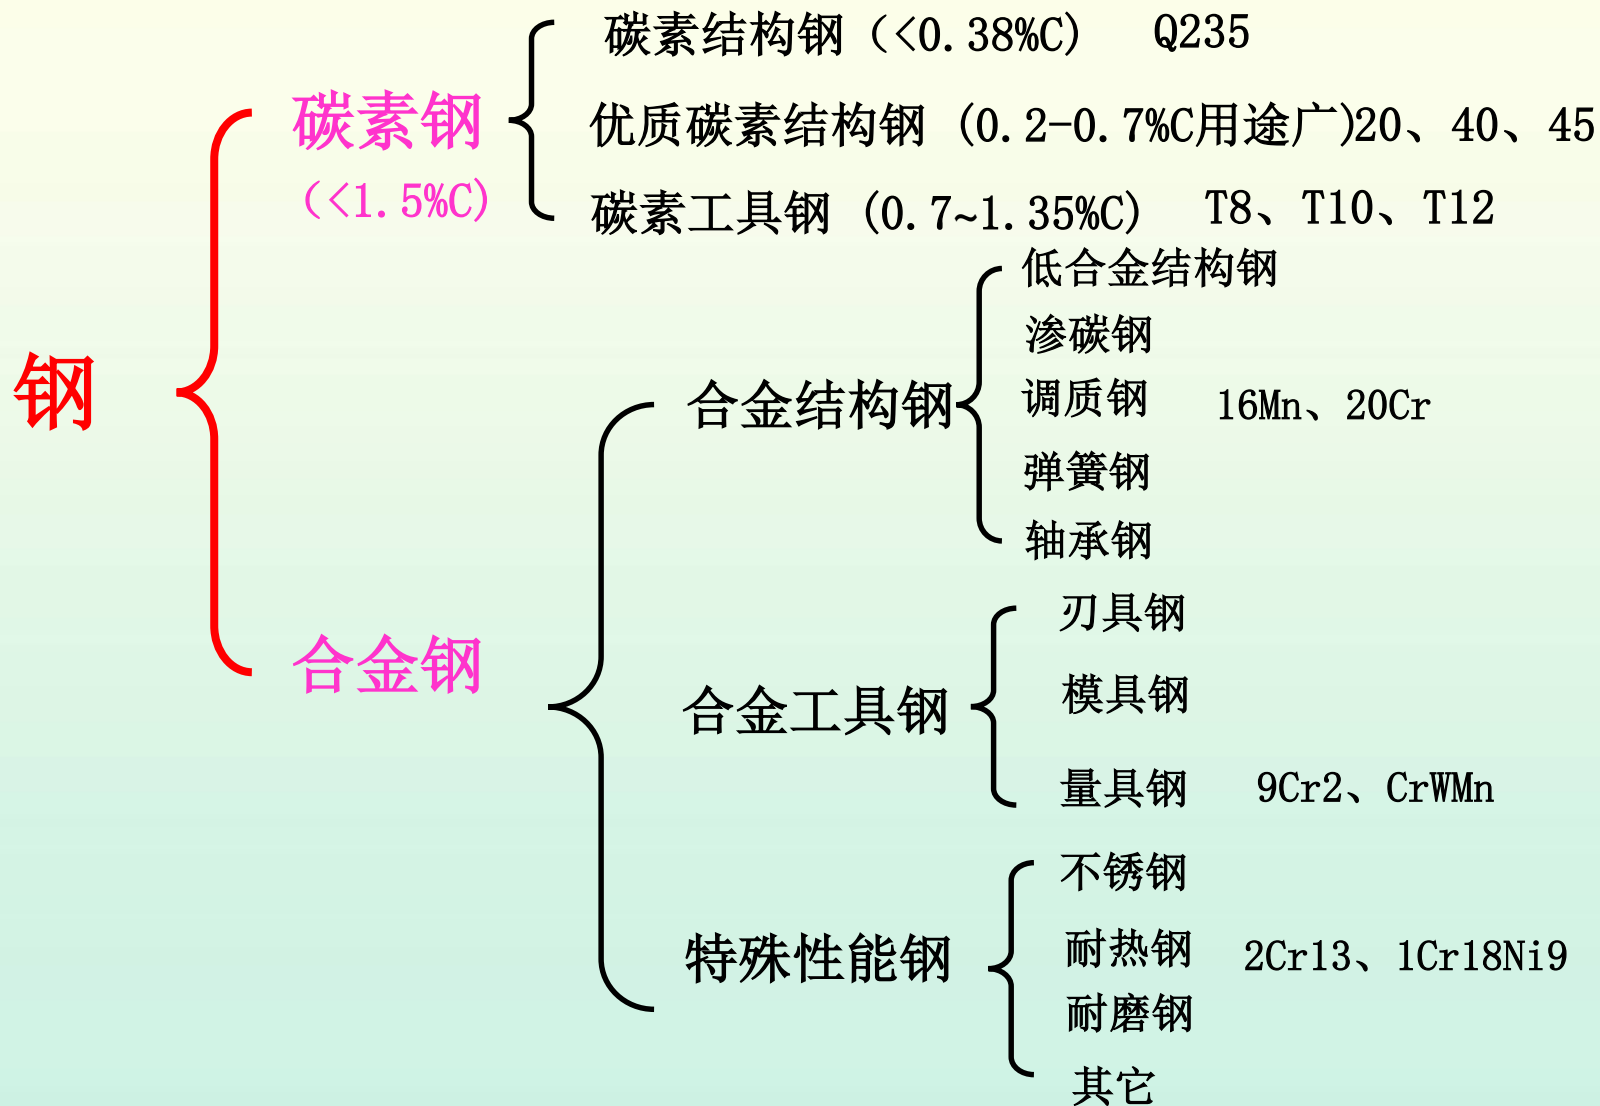 碳素结构钢（<0.38%C） Q235
碳素钢
优质碳素结构钢 (0.2-0.7%C用途广)20、40、45
（<1.5%C)
碳素工具钢 (0.7~1.35%C) T8、T10、T12
低合金结构钢
渗碳钢
钢
合金结构钢
调质钢 16Mn、20Cr
弹簧钢
轴承钢
刃具钢
合金钢
模具钢
合金工具钢
量具钢 9Cr2、CrWMn
不锈钢
特殊性能钢
耐热钢 2Cr13、1Cr18Ni9
耐磨钢
其它